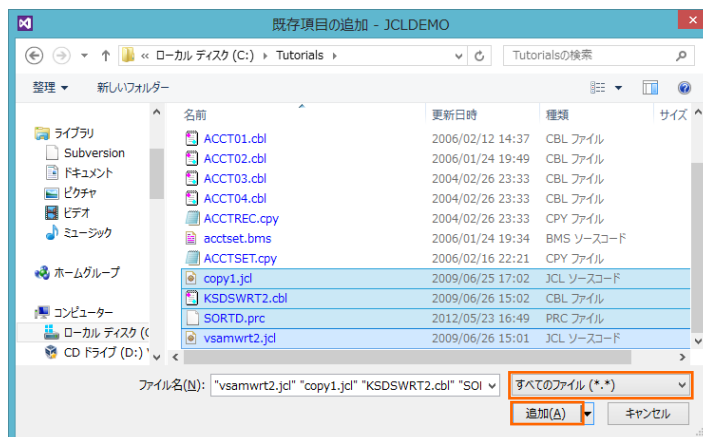 既存項目の追加 - JCLDEMO
« ローカル ディスク (C:) ▸ Tutorials ▸
Tutorialsの検索
整理 新しいフォルダー
名前 更新日時 種類 サイズ
ライブラリ
Subversion
ドキュメント
ピクチャ
ビデオ
ミュージック
ホームグループ
コンピューター
ローカル ディスク (C
CD ドライブ (D:)
ACCT01.cbl 2006/02/12 14:37 CBL ファイル
ACCT02.cbl 2006/01/24 19:49 CBL ファイル
ACCT03.cbl 2004/02/26 23:33 CBL ファイル
ACCT04.cbl 2004/02/26 23:33 CBL ファイル
ACCTREC.cpy 2004/02/26 23:33 CPY ファイル
acctset.bms 2006/01/24 19:34 BMS ソースコード
ACCTSET.cpy 2006/02/16 22:21 CPY ファイル
copy1.jcl 2009/06/25 17:02 JCL ソースコード
KSDSWRT2.cbl 2009/06/26 15:02 CBL ファイル
SORTD.prc 2012/05/23 16:49 PRC ファイル
vsamwrt2.jcl 2009/06/26 15:01 JCL ソースコード
ファイル名(N): "vsamwrt2.jcl" "copy1.jcl" "KSDSWRT2.cbl" "SOI
すべてのファイル (*.*)
追加(A) キャンセル